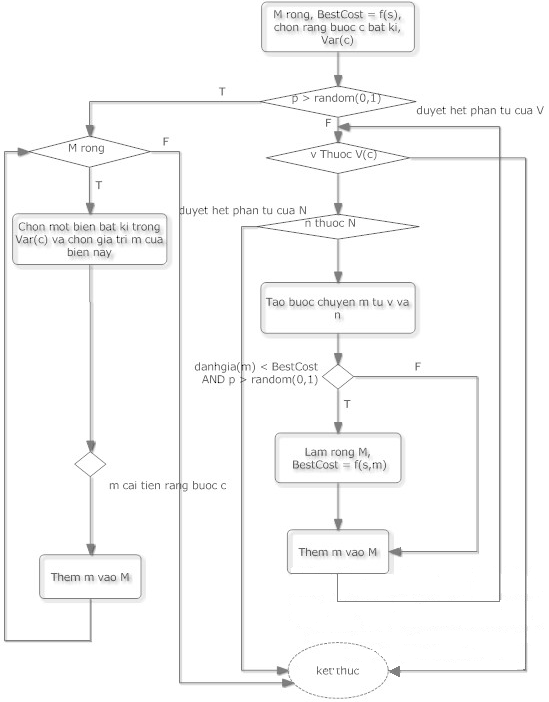 M rong, BestCost = f(s),
chon rang buoc c bat ki,
Var(c)
p > random(0,1)
T
F
duyet het phan tu cua V
M rong
F
T
v Thuoc V(c)
duyet het phan tu cua N
n thuoc N
Chon mot bien bat ki trong
Var(c) va chon gia tri m cua
bien nay
Tao buoc chuyen m tu v va
n
danhgia(m) < BestCost
AND p > random(0,1)
F
T
Lam rong M,
BestCost = f(s,m)
m cai tien rang buoc c
Them m vao M
Them m vao M
ket thuc